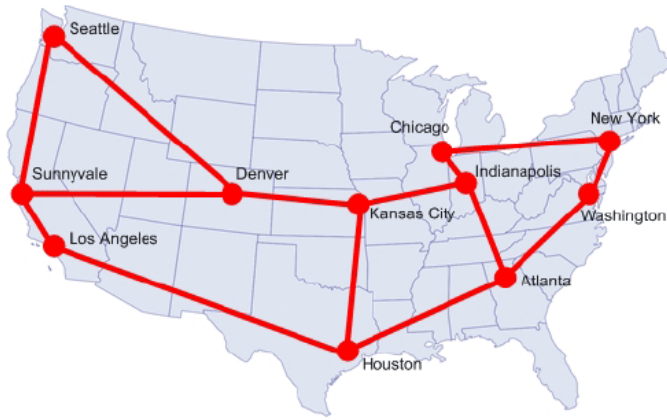 Seattle
New York
Chicago
Indianapolis
Sunnyvale
Denver
Kansas City
Washington
Los Angeles
Atlanta
Houston